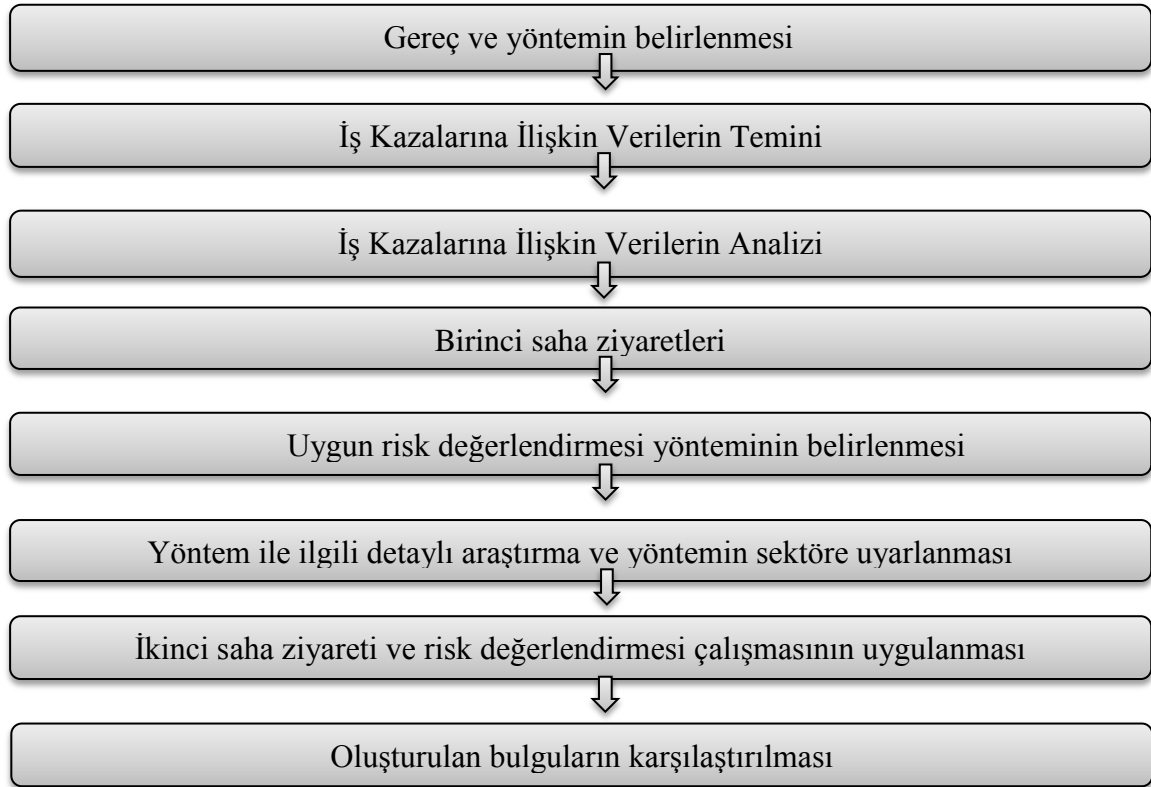 Gereç ve yöntemin belirlenmesi
İş Kazalarına İlişkin Verilerin Temini
İş Kazalarına İlişkin Verilerin Analizi
Birinci saha ziyaretleri
Uygun risk değerlendirmesi yönteminin belirlenmesi
Yöntem ile ilgili detaylı araştırma ve yöntemin sektöre uyarlanması
İkinci saha ziyareti ve risk değerlendirmesi çalışmasının uygulanması
Oluşturulan bulguların karşılaştırılması